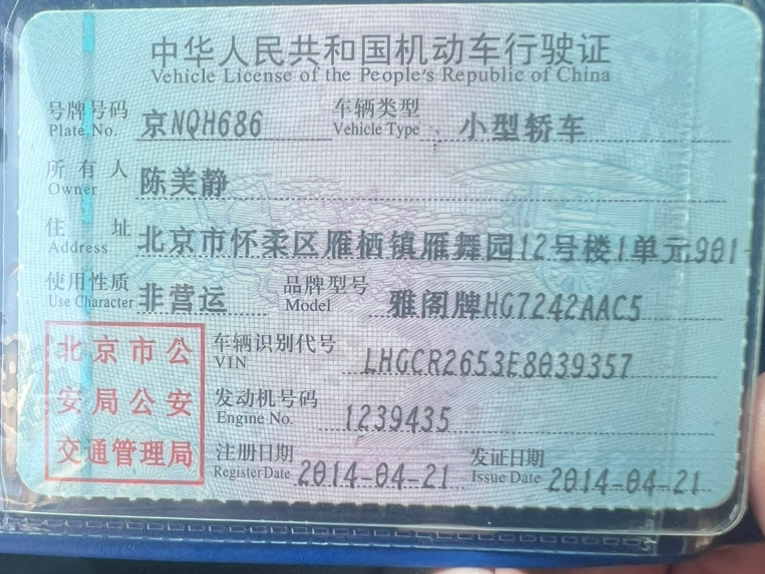 中华人民共和国机动车行驶证
Vehicle License of the People's Republic of China
号牌号码 京NQH686 车辆类型 小型轿车
Plate No. Vehicle Type
所有人 陈美静
Owner
住址 北京市怀柔区雁栖镇雁舞园12号楼1单元901
Address
使用性质 非营运 品牌型号 雅阁牌HG7242AAC5
Use Character Model
北京市公安局公安交通管理局
车辆识别代号 LHGCR2653E8039357
VIN
发动机号码 1239435
Engine No.
注册日期 2014-04-21 发证日期 2014-04-21
Register Date Issue Date